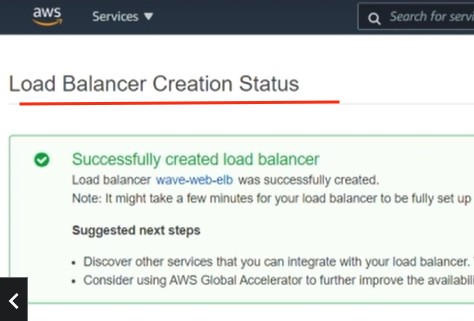 aws
Services ▼
Search for servi
Load Balancer Creation Status
Successfully created load balancer
Load balancer wave-web-elb was successfully created.
Note: It might take a few minutes for your load balancer to be fully set up
Suggested next steps
• Discover other services that you can integrate with your load balancer.
• Consider using AWS Global Accelerator to further improve the availabili